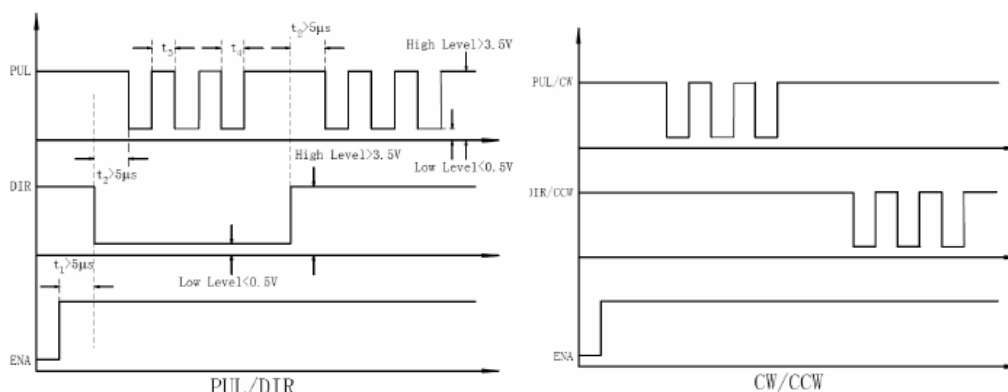 t₂>5μs
t₃
t₄
High Level>3.5V
PUL
High Level>3.5V
Low Level<0.5V
t₂>5μs
DIR
t₁>5μs
Low Level<0.5V
ENA
PUL/DIR
PUL/CW
DIR/CCW
ENA
CW/CCW